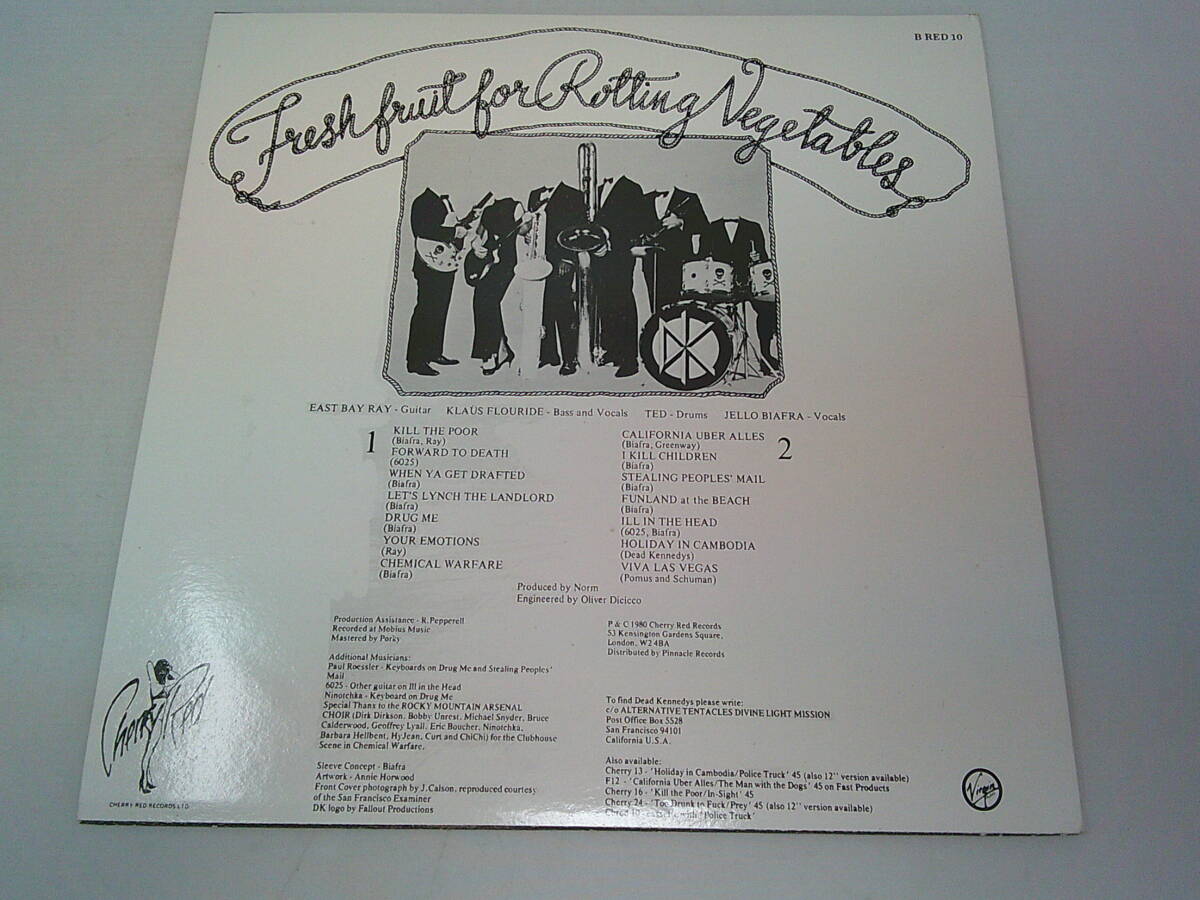 B RED 10
Fresh fruit for Rotting Vegetables
DK
EAST BAY RAY - Guitar KLAUS FLOURIDE - Bass and Vocals TED - Drums JELLO BIAFRA - Vocals
1
KILL THE POOR
(Biafra, Ray)
FORWARD TO DEATH
(6025)
WHEN YA GET DRAFTED
(Biafra)
LET'S LYNCH THE LANDLORD
(Biafra)
DRUG ME
(Biafra)
YOUR EMOTIONS
(Ray)
CHEMICAL WARFARE
(Biafra)
2
CALIFORNIA UBER ALLES
(Biafra, Greenway)
I KILL CHILDREN
(Biafra)
STEALING PEOPLES' MAIL
(Biafra)
FUNLAND at the BEACH
(Biafra)
ILL IN THE HEAD
(6025, Biafra)
HOLIDAY IN CAMBODIA
(Dead Kennedys)
VIVA LAS VEGAS
(Pomus and Schuman)
Produced by Norm
Engineered by Oliver Dicicco
Production Assistance - R.Pepperell
Recorded at Mobius Music
Mastered by Porky
Additional Musicians:
Paul Roessler - Keyboards on Drug Me and Stealing Peoples'
Mail
6025 - Other guitar on Ill in the Head
Ninotchka - Keyboard on Drug Me
Special Thanx to the ROCKY MOUNTAIN ARSENAL
CHOIR (Dirk Dirksen, Bobby Unrest, Michael Snyder, Bruce
Calderwood, Geoffrey Lyall, Eric Boucher, Ninotchka,
Barbara Hellbent, HyJean, Curt and ChiChi) for the Clubhouse
Scene in Chemical Warfare.
Sleeve Concept - Biafra
Artwork - Annie Horwood
Front Cover photograph by J.Calson, reproduced courtesy
of the San Francisco Examiner
DK logo by Fallout Productions
P & C 1980 Cherry Red Records
53 Kensington Gardens Square,
London, W2 4BA
Distributed by Pinnacle Records
To find Dead Kennedys please write:
c/o ALTERNATIVE TENTACLES DIVINE LIGHT MISSION
Post Office Box 5528
San Francisco 94101
California U.S.A.
Also available:
Cherry 13 - 'Holiday in Cambodia/Police Truck' 45 (also 12" version available)
F12 - 'California Uber Alles/The Man with the Dogs' 45 on Fast Products
Cherry 16 - 'Kill the Poor/In-Sight' 45
Cherry 24 - 'Too Drunk to Fuck/Prey' 45 (also 12" version available)
with 'Police Truck'
Cherry Red
CHERRY RED RECORDS LTD
Virgin